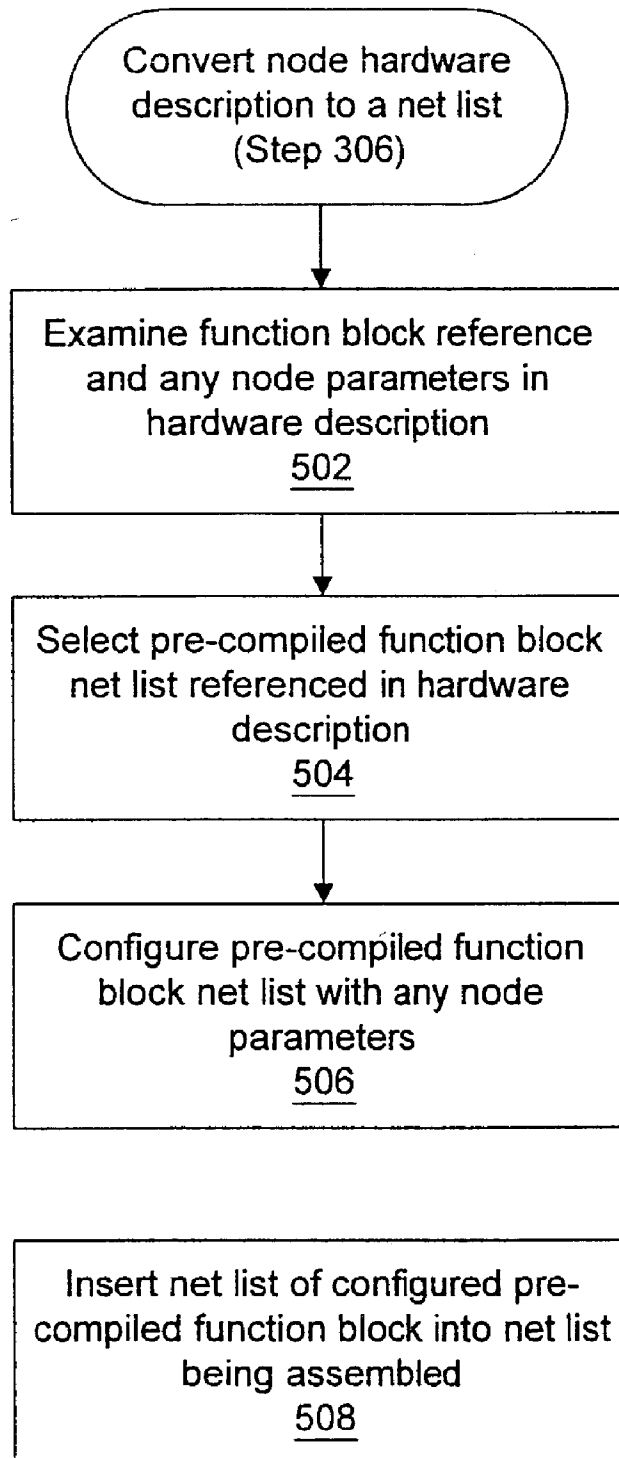 Convert node hardware
description to a net list
(Step 306)
Examine function block reference
and any node parameters in
hardware description
502
Select pre-compiled function block
net list referenced in hardware
description
504
Configure pre-compiled function
block net list with any node
parameters
506
Insert net list of configured pre-
compiled function block into net list
being assembled
508